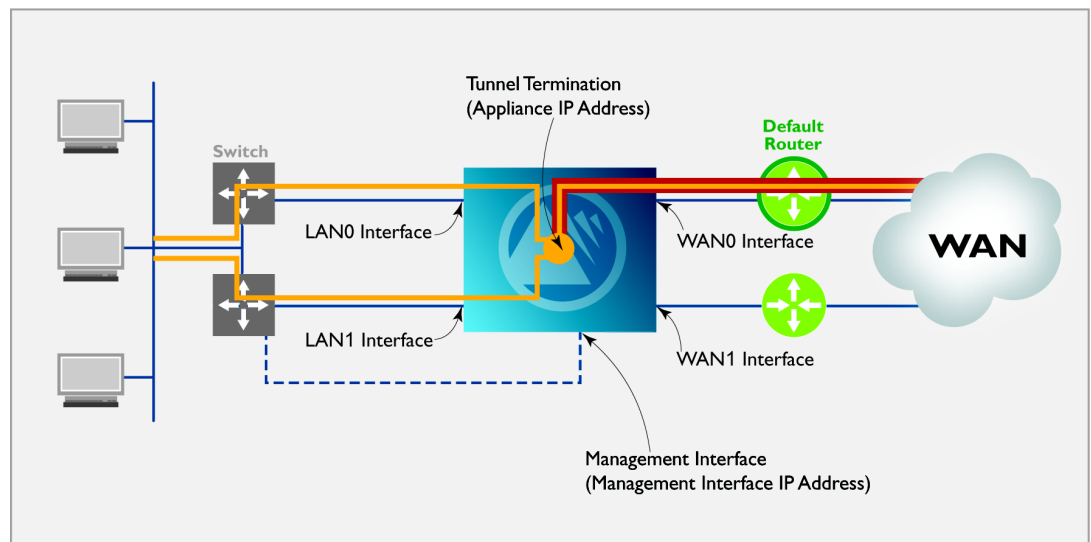 Tunnel Termination
(Appliance IP Address)
Default
Router
Switch
LAN0 Interface
WAN0 Interface
WAN
LAN1 Interface
WAN1 Interface
Management Interface
(Management Interface IP Address)